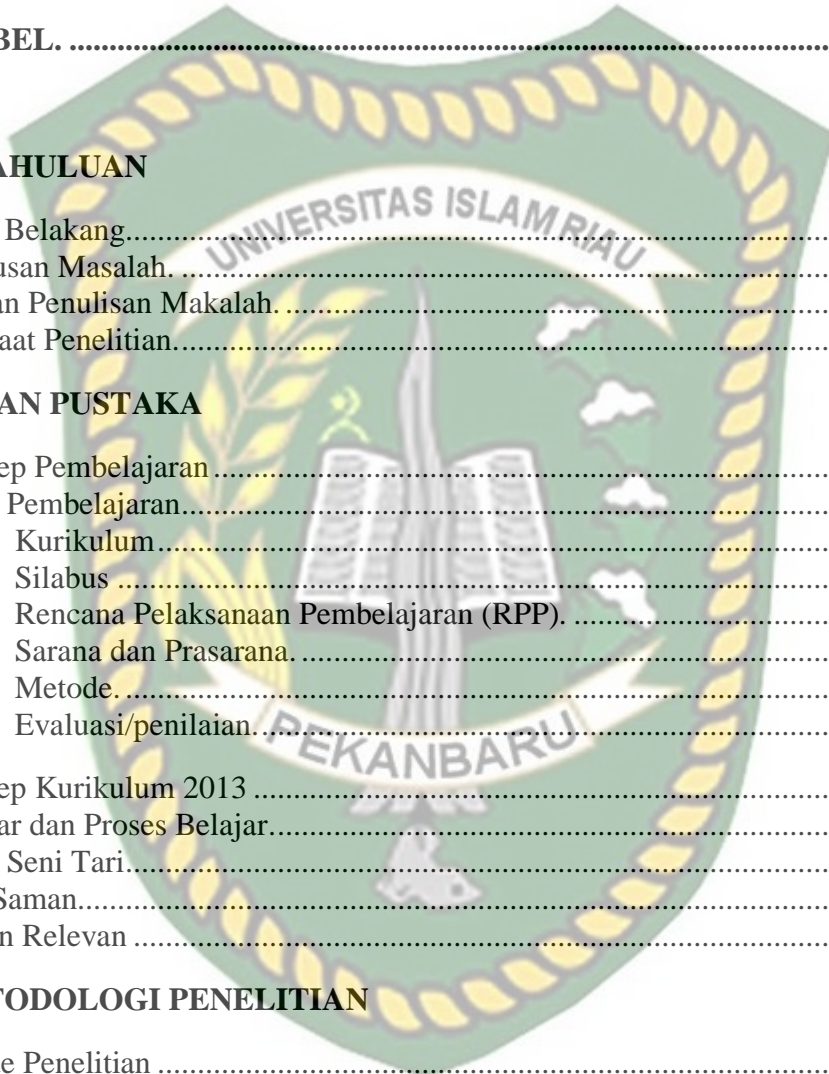 BEL. ................................................................................................
AHULUAN
UNIVERSITAS ISLAM RIAU
Belakang...............................................................................
usan Masalah. ........................................................................
an Penulisan Makalah. ............................................................
aat Penelitian.........................................................................
AN PUSTAKA
ep Pembelajaran .....................................................................
Pembelajaran.........................................................................
Kurikulum.............................................................................
Silabus .................................................................................
Rencana Pelaksanaan Pembelajaran (RPP). ................................
Sarana dan Prasarana. ............................................................
Metode. ................................................................................
Evaluasi/penilaian. .................................................................
PEKANBARU
ep Kurikulum 2013 .................................................................
ar dan Proses Belajar..............................................................
Seni Tari...............................................................................
Saman..................................................................................
n Relevan .............................................................................
TODOLOGI PENELITIAN
e Penelitian ..........................................................................